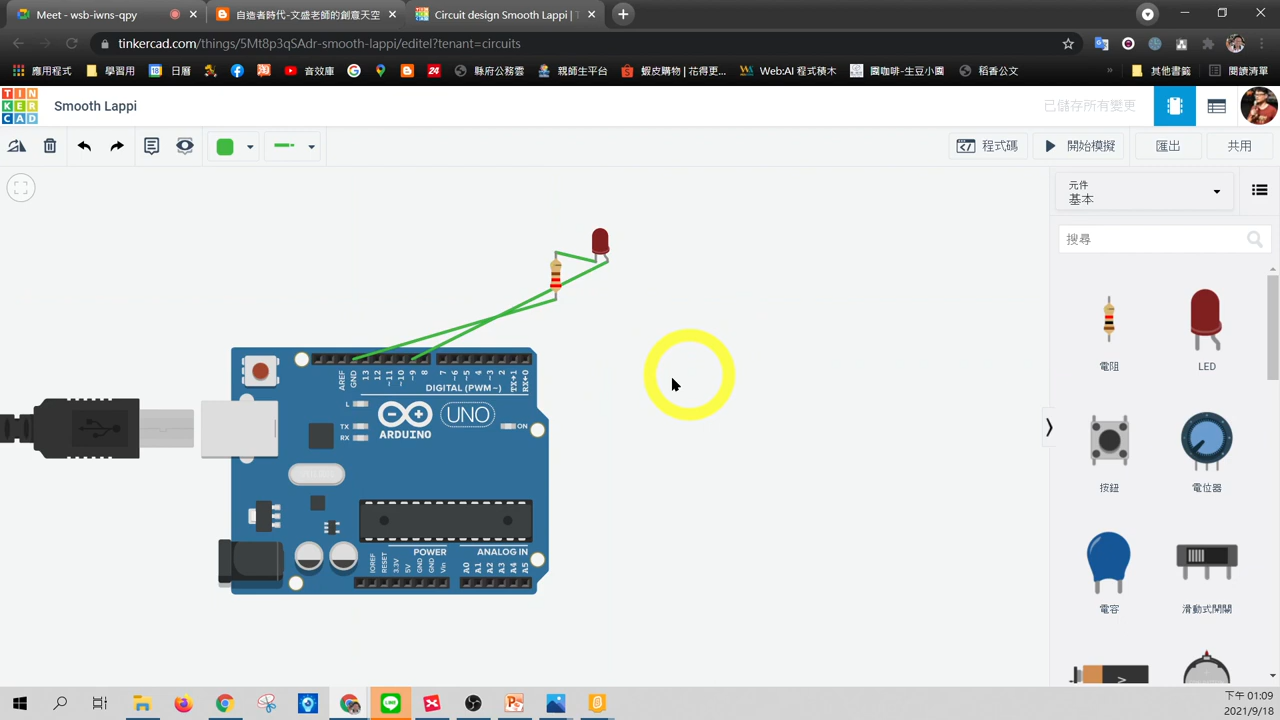 Meet - wsb-iwns-qpy
自造者時代-文盛老師的創意天空
Circuit design Smooth Lappi | T
tinkercad.com/things/5Mt8p3qSAdr-smooth-lappi/editel?tenant=circuits
應用程式
學習用
18
日曆
音效庫
24
縣府公務雲
親師生平台
蝦皮購物 | 花得更...
Web:AI 程式積木
國咖啡-生豆小園
稻香公文
»
其他書籤
閱讀清單
TIN
KER
CAD
Smooth Lappi
已儲存所有變更
程式碼
開始模擬
匯出
共用
元件
基本
搜尋
電阻
LED
按鈕
電位器
電容
滑動式開關
AREF
GND
13
12
~11
~10
~9
8
7
~6
~5
4
~3
2
TX→1
RX←0
DIGITAL (PWM~)
L
TX
RX
UNO
ARDUINO
ON
POWER
ANALOG IN
IOREF
RESET
3.3V
5V
GND
GND
Vin
A0
A1
A2
A3
A4
A5
LINE
下午 01:09
2021/9/18